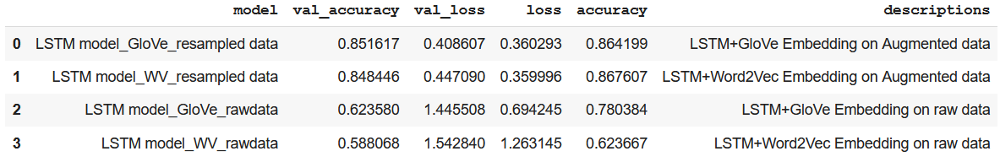 model val_accuracy val_loss loss accuracy descriptions
0 LSTM model_GloVe_resampled data 0.851617 0.408607 0.360293 0.864199 LSTM+GloVe Embedding on Augmented data
1 LSTM model_WV_resampled data 0.848446 0.447090 0.359996 0.867607 LSTM+Word2Vec Embedding on Augmented data
2 LSTM model_GloVe_rawdata 0.623580 1.445508 0.694245 0.780384 LSTM+GloVe Embedding on raw data
3 LSTM model_WV_rawdata 0.588068 1.542840 1.263145 0.623667 LSTM+Word2Vec Embedding on raw data